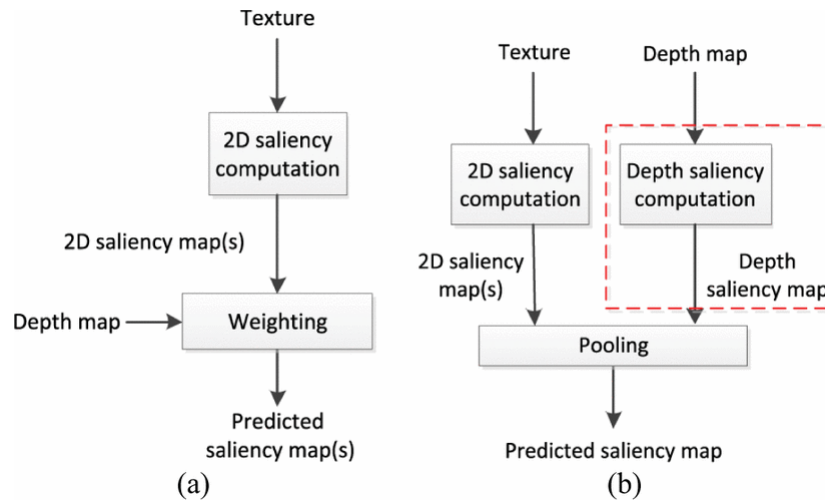 Texture
2D saliency
computation
2D saliency map(s)
Depth map
Weighting
Predicted
saliency map(s)
(a)
Texture
Depth map
2D saliency
computation
Depth saliency
computation
2D saliency
map(s)
Depth
saliency map
Pooling
Predicted saliency map
(b)